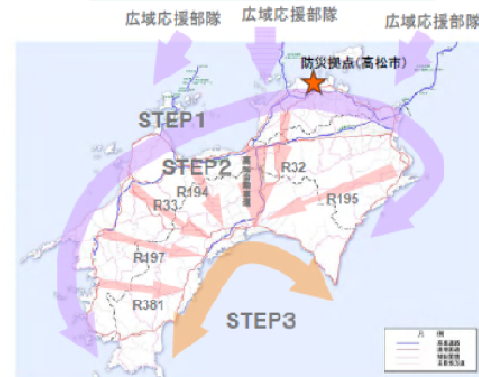 広域応援部隊
広域応援部隊
広域応援部隊
防災拠点(高松市)
STEP1
STEP2
R32
R194
R33
R195
R197
R381
STEP3
凡 例